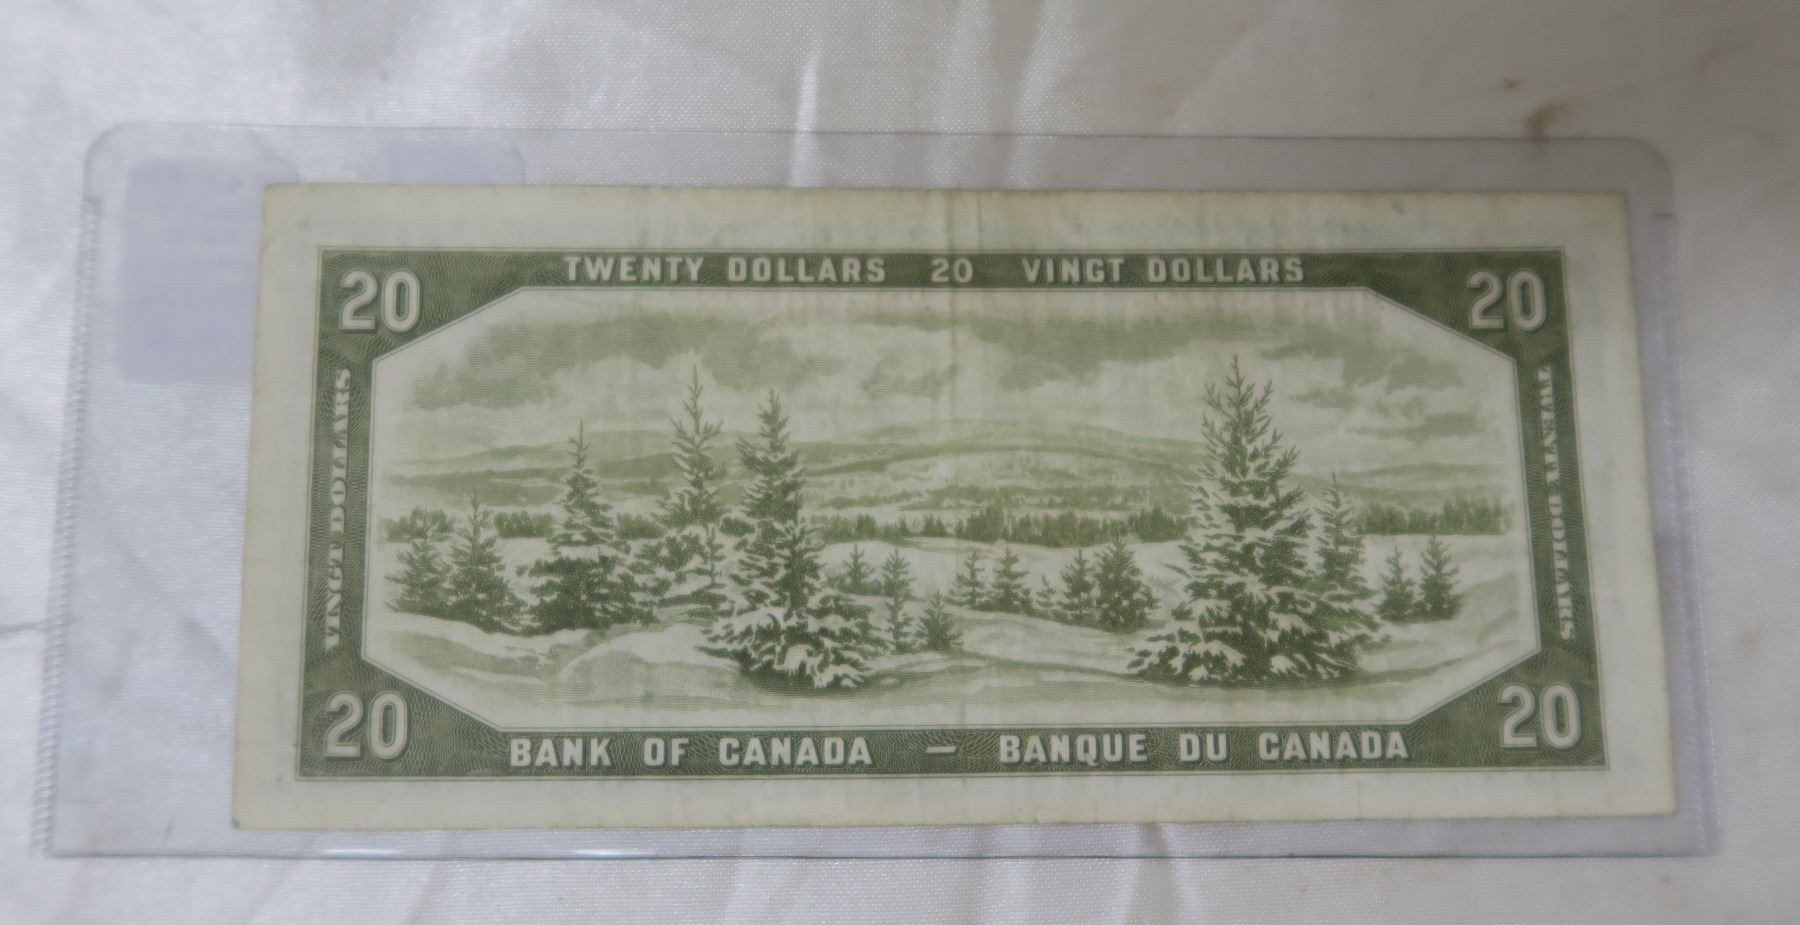 TWENTY DOLLARS 20 VINGT DOLLARS
20
20
VINGT DOLLARS
TWENTY DOLLARS
20
20
BANK OF CANADA — BANQUE DU CANADA